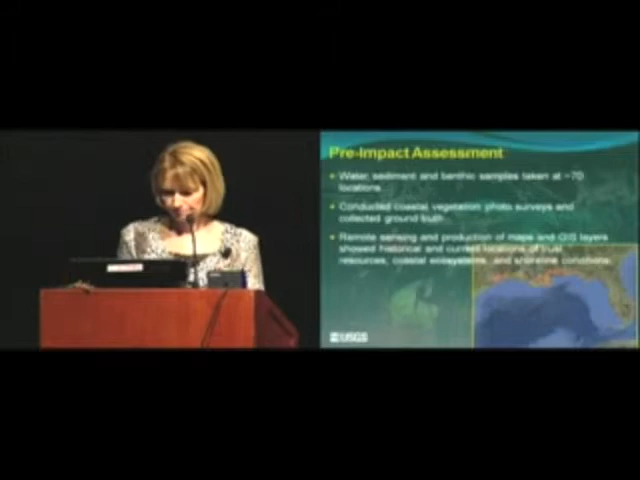 Pre-Impact Assessment
Water, sediment and benthic samples taken at ~70
locations
Conducted coastal vegetation photo surveys and
collected ground truth
Remote sensing and production of maps and GIS layers
showed historical and current locations of trust
resources, coastal ecosystems, and shoreline conditions
USGS